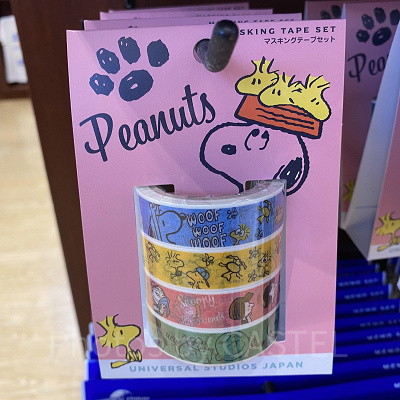 MASKING TAPE SET
マスキングテープセット
Peanuts
WOOF
WOOF
WOOF
Snoopy
UNIVERSAL STUDIOS JAPAN